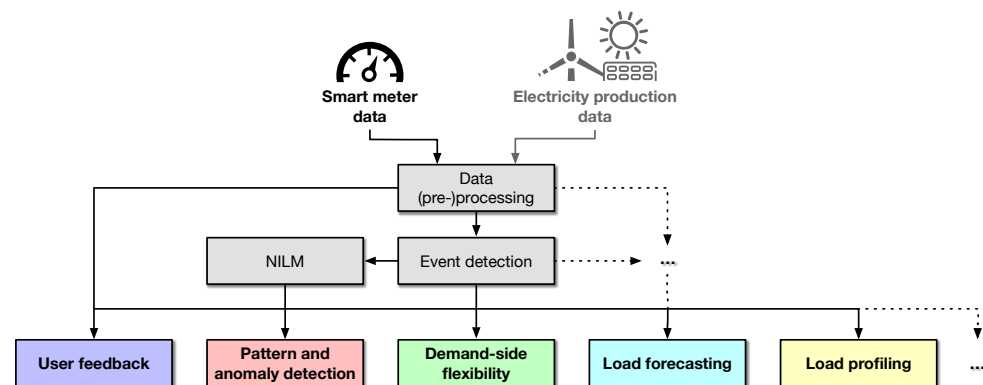 Smart meter
data
Electricity production
data
Data
(pre-)processing
NILM
Event detection
...
User feedback
Pattern and
anomaly detection
Demand-side
flexibility
Load forecasting
Load profiling
...